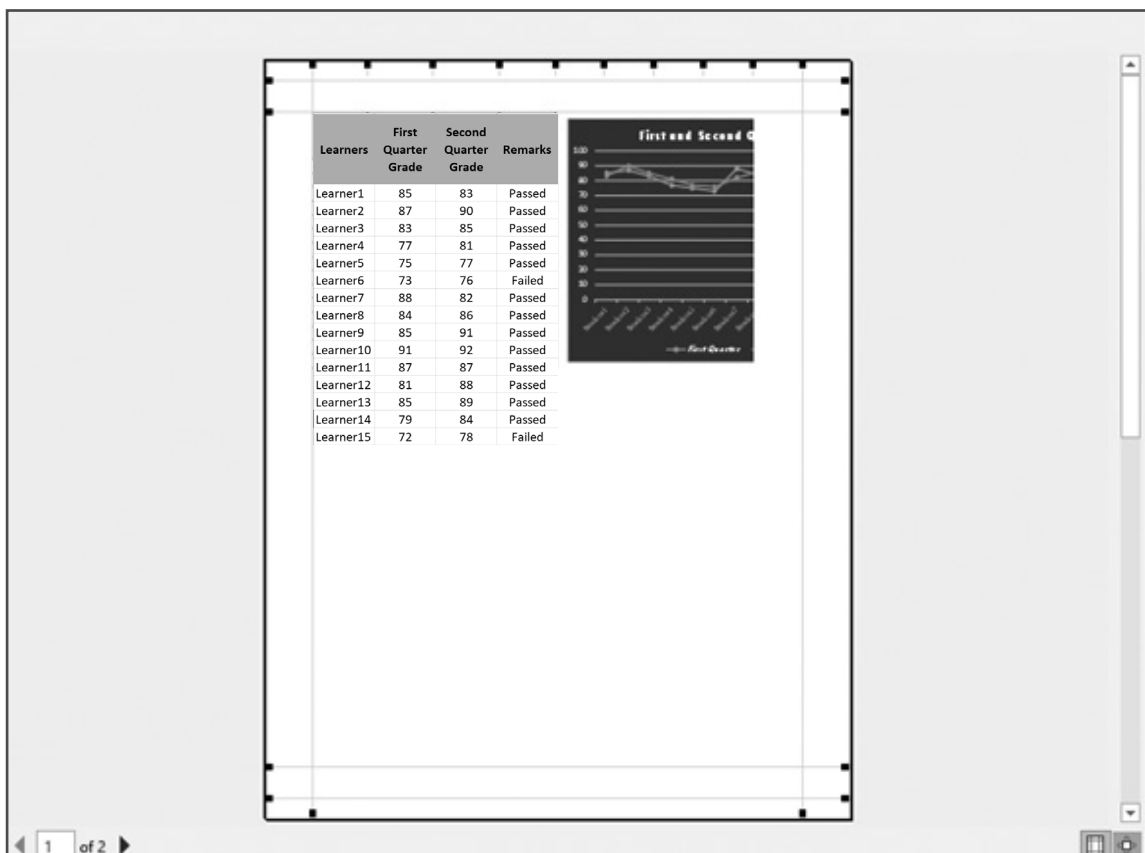 Learners First Quarter Grade Second Quarter Grade Remarks
Learner1 85 83 Passed
Learner2 87 90 Passed
Learner3 83 85 Passed
Learner4 77 81 Passed
Learner5 75 77 Passed
Learner6 73 76 Failed
Learner7 88 82 Passed
Learner8 84 86 Passed
Learner9 85 91 Passed
Learner10 91 92 Passed
Learner11 87 87 Passed
Learner12 81 88 Passed
Learner13 85 89 Passed
Learner14 79 84 Passed
Learner15 72 78 Failed
First and Second Q
100
90
80
70
60
50
40
30
20
10
0
First Quarter
1 of 2